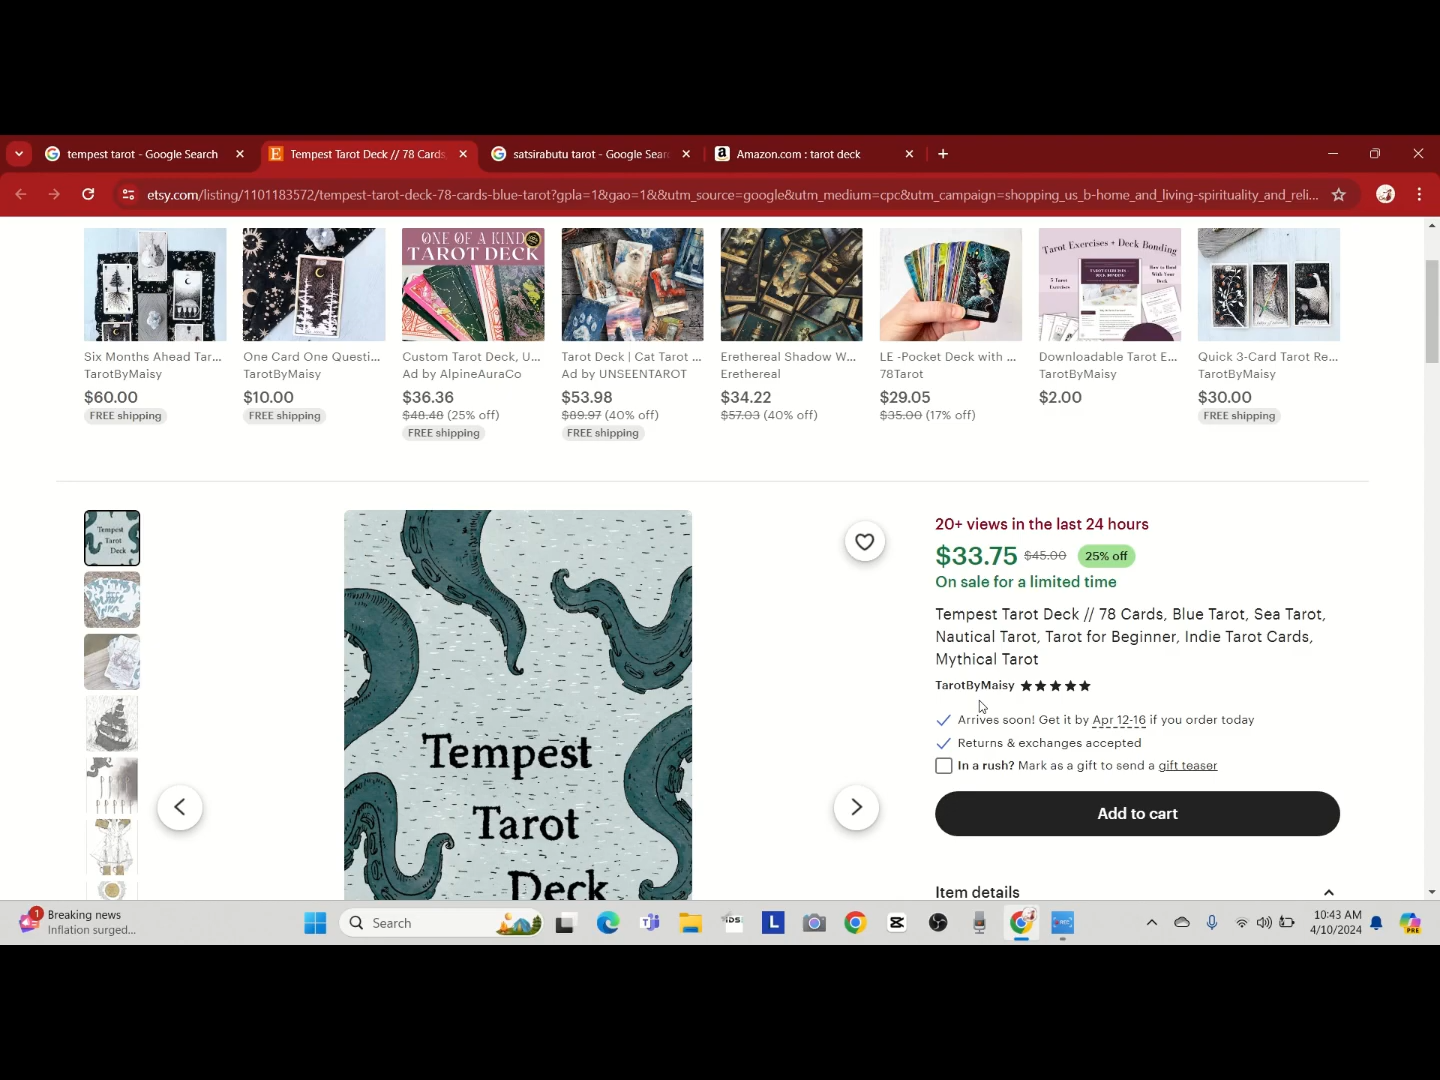 tempest tarot - Google Search
Tempest Tarot Deck // 78 Cards,
satsirabutu tarot - Google Sear
Amazon.com : tarot deck
etsy.com/listing/1101183572/tempest-tarot-deck-78-cards-blue-tarot?gpla=1&gao=1&&utm_source=google&utm_medium=cpc&utm_campaign=shopping_us_b-home_and_living-spirituality_and_reli...
ONE OF A KIND
TAROT DECK
Tarot Exercises + Deck Bonding
Six Months Ahead Tar...
TarotByMaisy
$60.00
FREE shipping
One Card One Questi...
TarotByMaisy
$10.00
FREE shipping
Custom Tarot Deck, U...
Ad by AlpineAuraCo
$36.36
$48.48 (25% off)
FREE shipping
Tarot Deck | Cat Tarot ...
Ad by UNSEENTAROT
$53.98
$89.97 (40% off)
FREE shipping
Erethereal Shadow W...
Erethereal
$34.22
$57.03 (40% off)
LE -Pocket Deck with ...
78Tarot
$29.05
$35.00 (17% off)
Downloadable Tarot E...
TarotByMaisy
$2.00
Quick 3-Card Tarot Re...
TarotByMaisy
$30.00
FREE shipping
Tempest
Tarot
Deck
Tempest
Tarot
Deck
20+ views in the last 24 hours
$33.75 $45.00 25% off
On sale for a limited time
Tempest Tarot Deck // 78 Cards, Blue Tarot, Sea Tarot,
Nautical Tarot, Tarot for Beginner, Indie Tarot Cards,
Mythical Tarot
TarotByMaisy
Arrives soon! Get it by Apr 12-16 if you order today
Returns & exchanges accepted
In a rush? Mark as a gift to send a gift teaser
Add to cart
Item details
1
Breaking news
Inflation surged...
Search
10:43 AM
4/10/2024
PRE